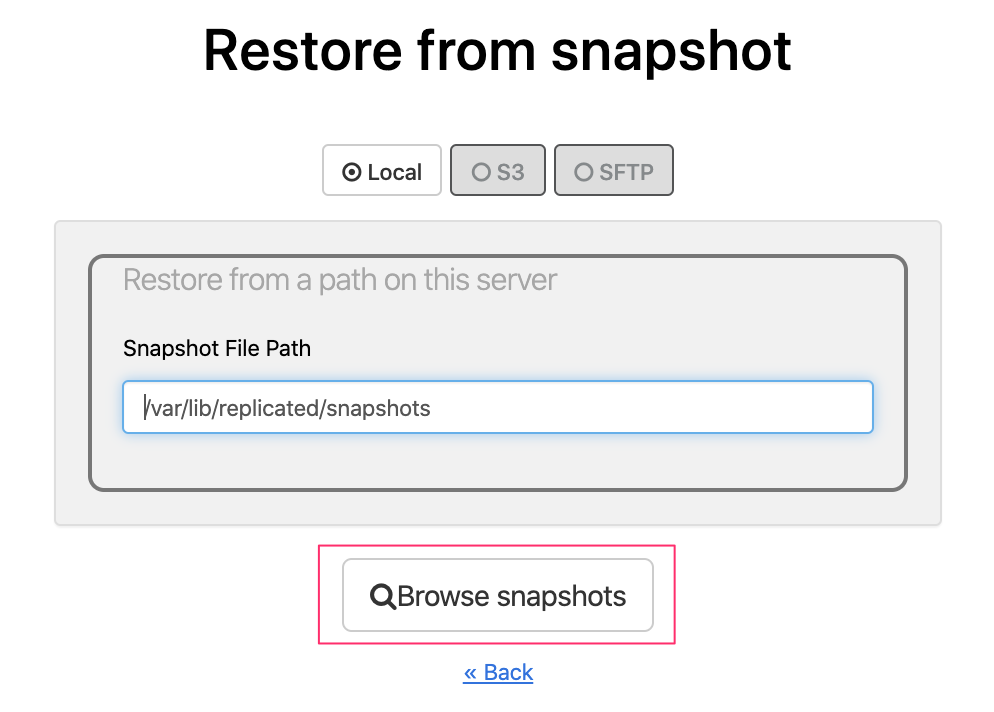 Restore from snapshot
Local S3 SFTP
Restore from a path on this server
Snapshot File Path
/var/lib/replicated/snapshots
Browse snapshots
« Back